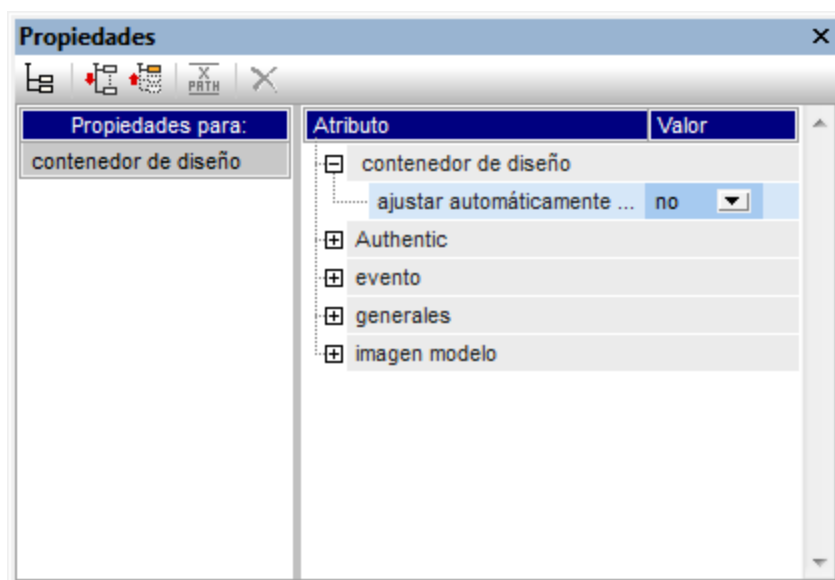 Propiedades
X
PATH
Propiedades para:
contenedor de diseño
Atributo Valor
contenedor de diseño
ajustar automáticamente ... no
Authentic
evento
generales
imagen modelo